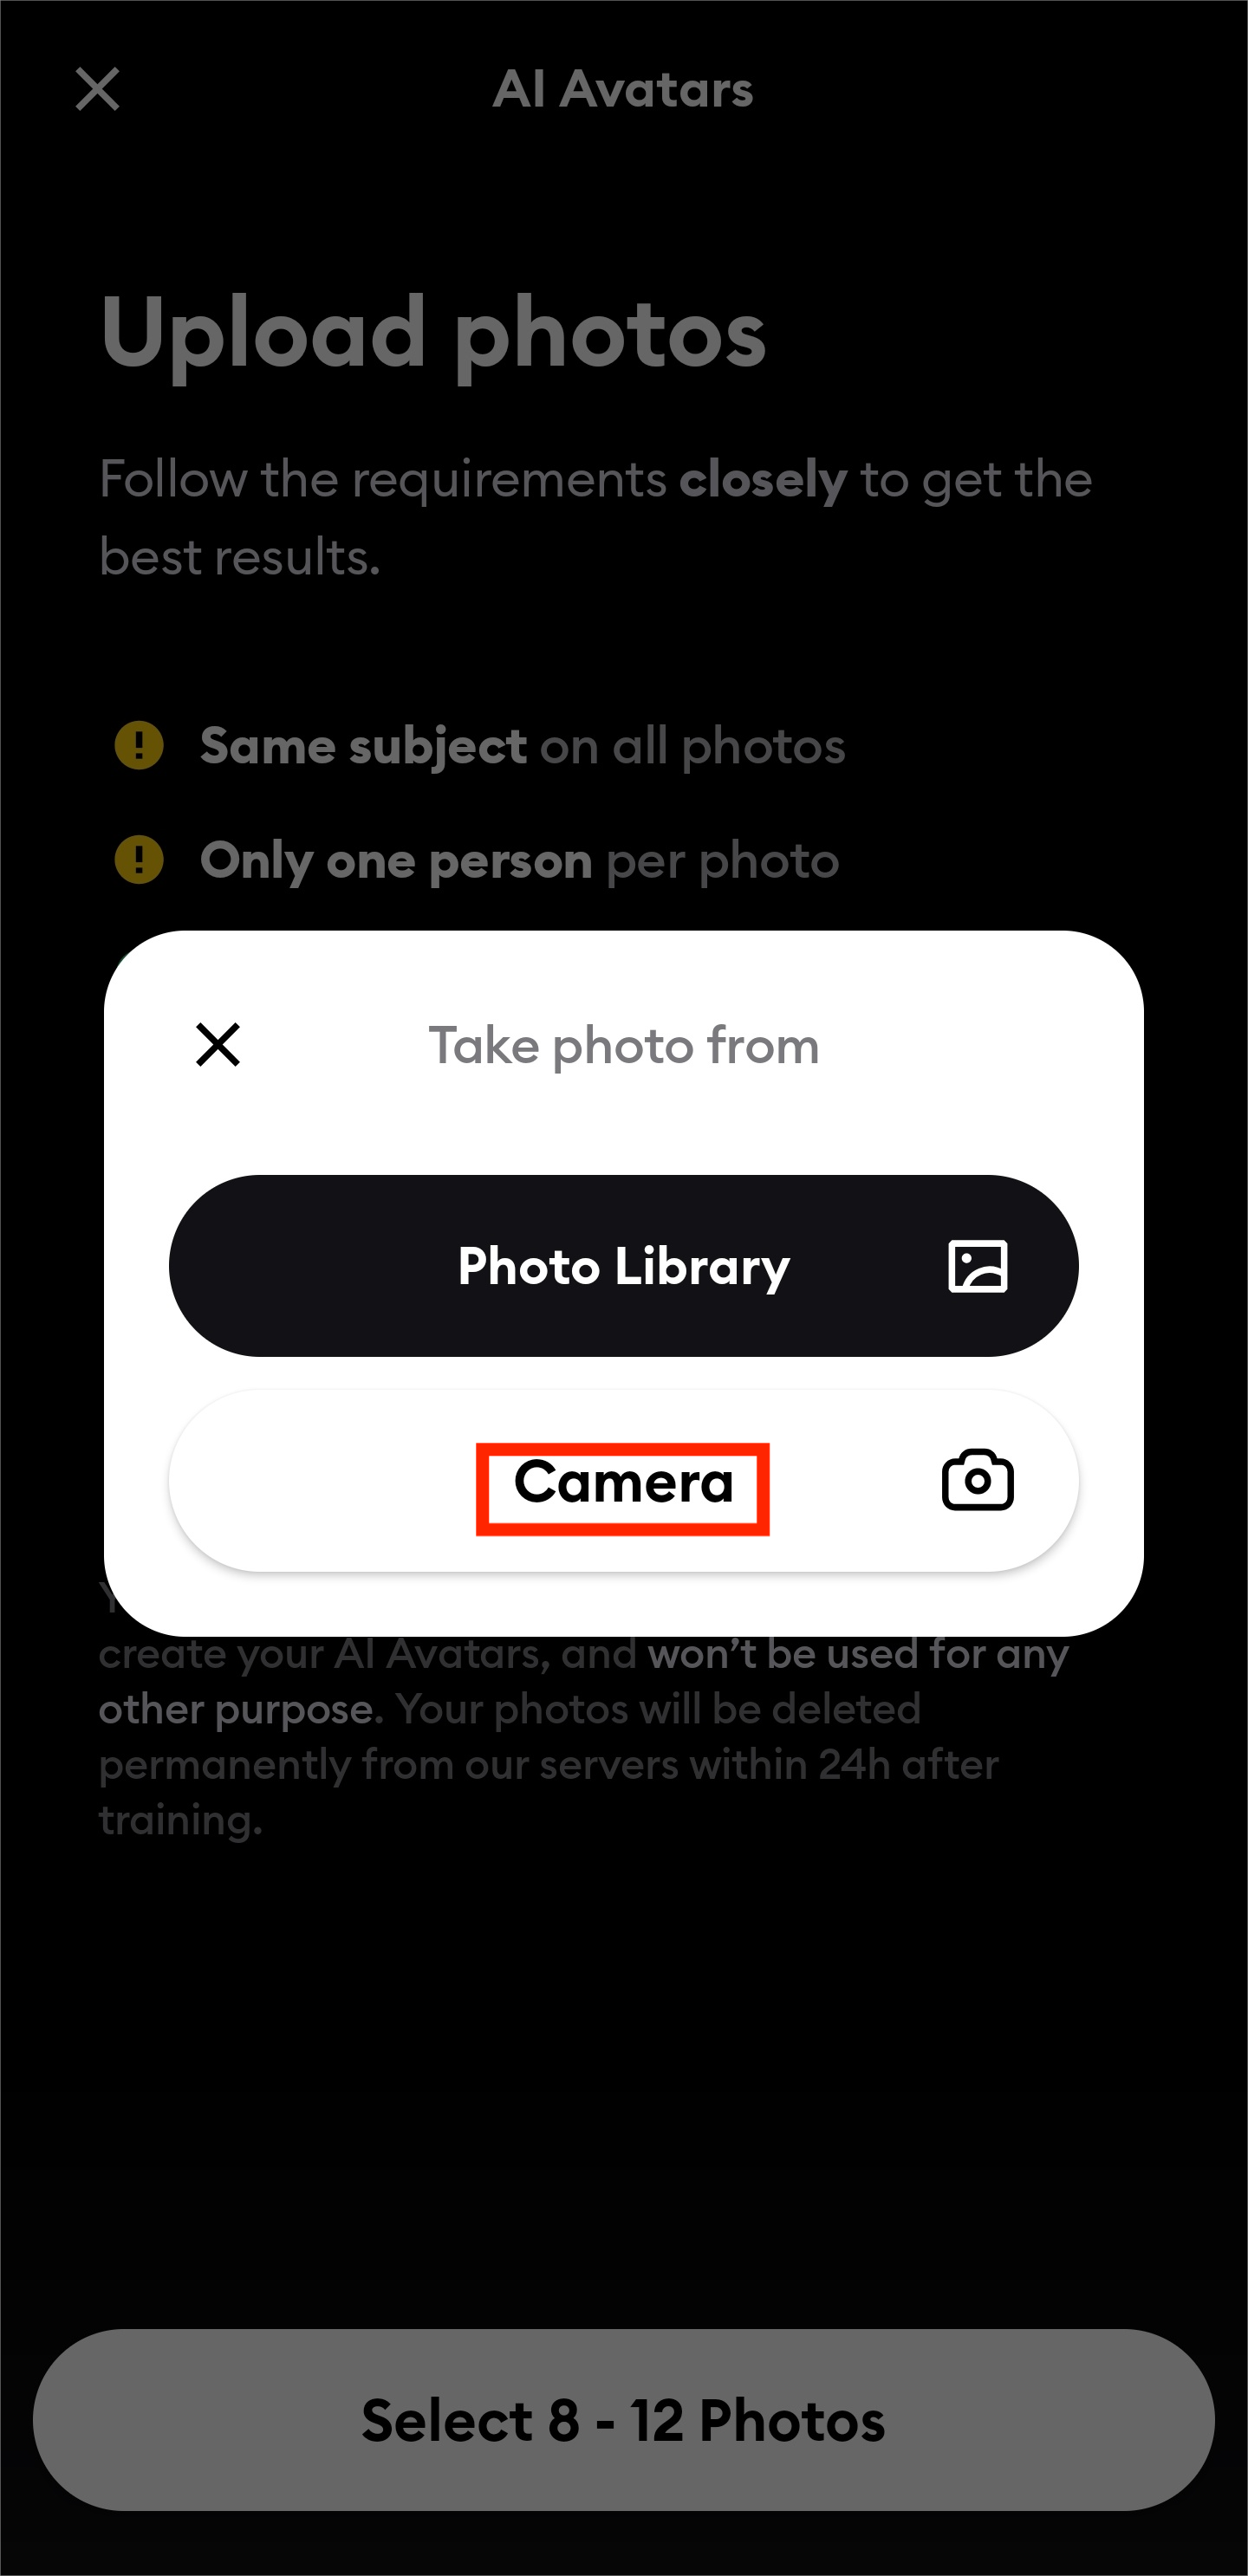 AI Avatars
Upload photos
Follow the requirements closely to get the
best results.
Same subject on all photos
Only one person per photo
Take photo from
Photo Library
Camera
create your AI Avatars, and won’t be used for any
other purpose. Your photos will be deleted
permanently from our servers within 24h after
training.
Select 8 - 12 Photos